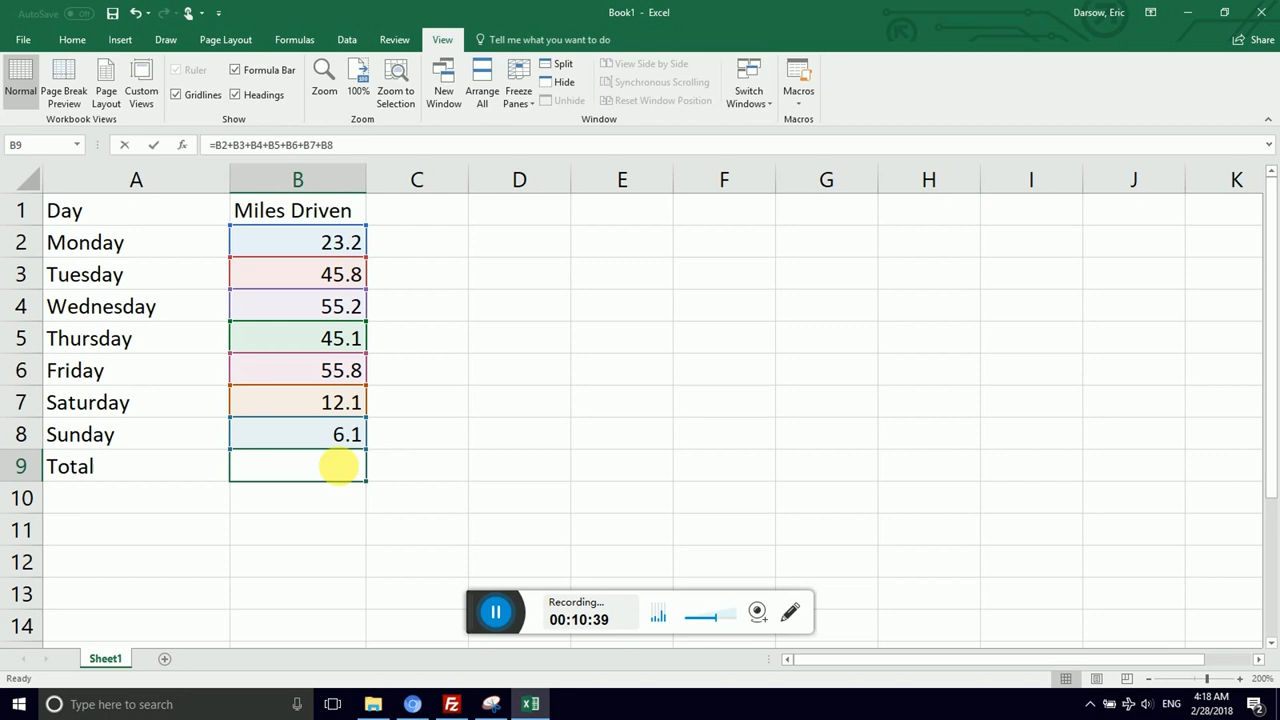 AutoSave Off
Book1 - Excel
Darsow, Eric
File Home Insert Draw Page Layout Formulas Data Review View Tell me what you want to do Share
Normal
Page Break Preview
Page Layout
Custom Views
Workbook Views
Ruler
Formula Bar
Gridlines
Headings
Show
Zoom
100%
Zoom to Selection
Zoom
New Window
Arrange All
Freeze Panes
Split
Hide
Unhide
View Side by Side
Synchronous Scrolling
Reset Window Position
Window
Switch Windows
Macros
Macros
B9 fx =B2+B3+B4+B5+B6+B7+B8
A B C D E F G H I J K
1 Day Miles Driven
2 Monday 23.2
3 Tuesday 45.8
4 Wednesday 55.2
5 Thursday 45.1
6 Friday 55.8
7 Saturday 12.1
8 Sunday 6.1
9 Total
10
11
12
13
14
Recording...
00:10:39
Sheet1
Ready
200%
Type here to search
ENG
4:18 AM
2/28/2018
2